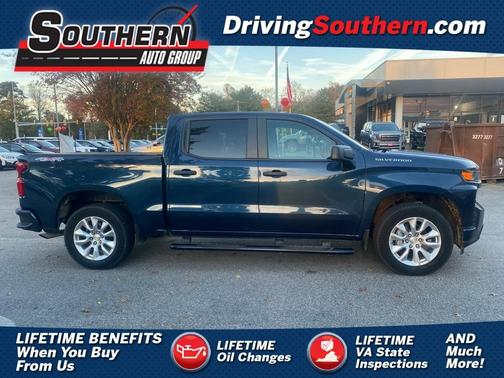 SOUTHERN
AUTO GROUP
DrivingSouthern.com
SILVERADO
LIFETIME BENEFITS
When You Buy
From Us
LIFETIME
Oil Changes
LIFETIME
VA State
Inspections
AND
Much
More!